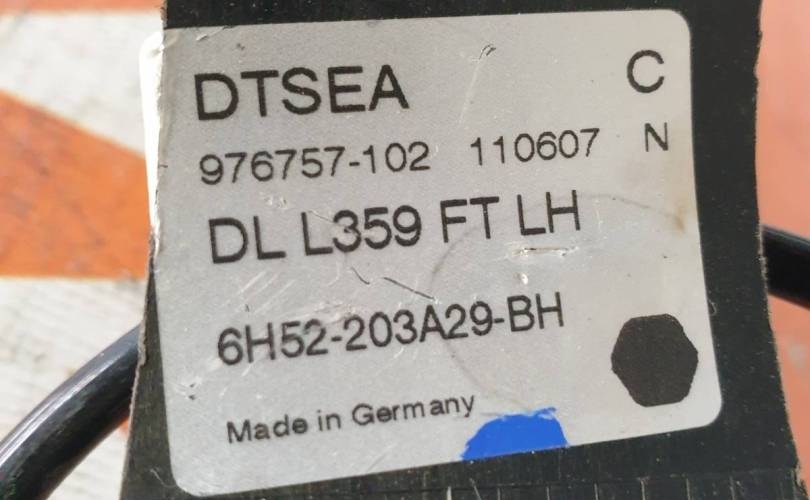 DTSEA C
976757-102 110607 N
DL L359 FT LH
6H52-203A29-BH
Made in Germany